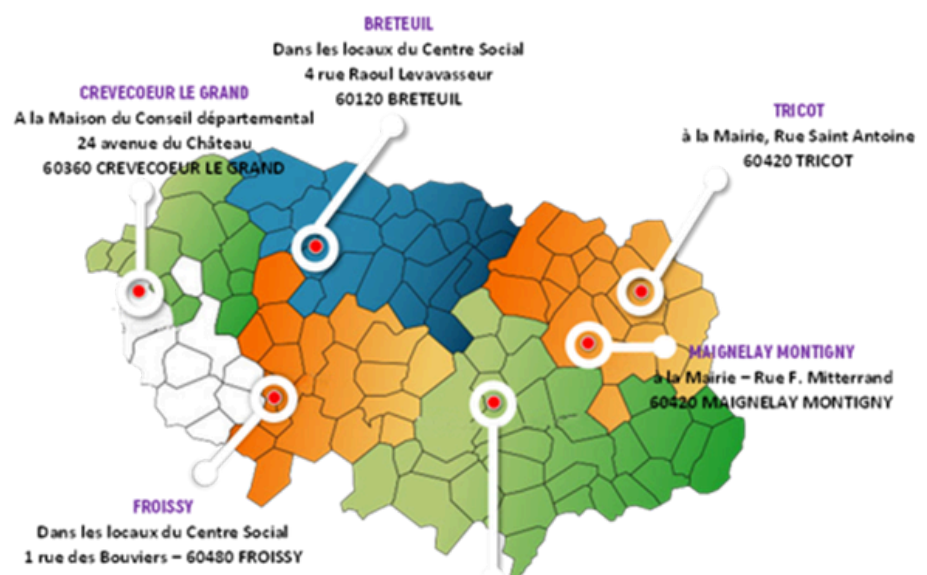 BRETEUIL
Dans les locaux du Centre Social
4 rue Raoul Levavasseur
60120 BRETEUIL
CREVECOEUR LE GRAND
A la Maison du Conseil départemental
24 avenue du Château
60360 CREVECOEUR LE GRAND
TRICOT
à la Mairie, Rue Saint Antoine
60420 TRICOT
MAIGNELAY MONTIGNY
à la Mairie – Rue F. Mitterrand
60420 MAIGNELAY MONTIGNY
FROISSY
Dans les locaux du Centre Social
1 rue des Bouviers – 60480 FROISSY